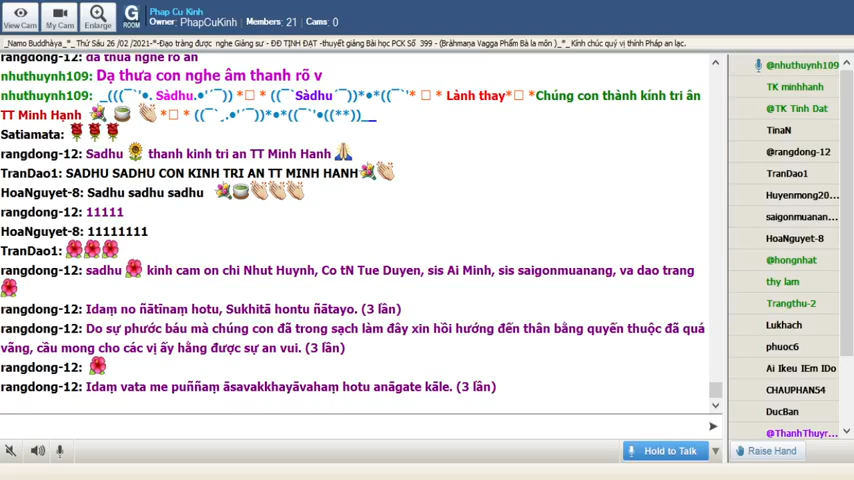 View Cam
My Cam
Enlarge
G
ROOM
Phap Cu Kinh
Owner: PhapCuKinh Members: 21 Cams: 0
_Namo Buddhàya_*_ Thứ Sáu 26 /02 /2021-*-Đạo tràng được nghe Giảng sư - ĐĐ TỊNH ĐẠT -thuyết giảng Bài học PCK Số 399 - (Brāhmaṇa Vagga Phẩm Bà la môn )_*_ Kính chúc quý vị thính Pháp an lạc.
nhuthuynh109: Dạ thưa con nghe âm thanh rõ v
nhuthuynh109: _(((¯`'•. Sàdhu.•'´¯)) *□ * ((¯`Sàdhu´¯))*•*((¯`'* □ * Lành thay*□ *Chúng con thành kính tri ân
TT Minh Hạnh *□ * ((¯`¸.•'´¯))*•*((¯`'•((**))__
Satiamata:
rangdong-12: Sadhu thanh kinh tri an TT Minh Hanh
TranDao1: SADHU SADHU CON KINH TRI AN TT MINH HANH
HoaNguyet-8: Sadhu sadhu sadhu
rangdong-12: 11111
HoaNguyet-8: 11111111
TranDao1:
rangdong-12: sadhu kinh cam on chi Nhut Huynh, Co tN Tue Duyen, sis Ai Minh, sis saigonmuanang, va dao trang
rangdong-12: Idaṃ no ñātīnaṃ hotu, Sukhitā hontu ñātayo. (3 lần)
rangdong-12: Do sự phước báu mà chúng con đã trong sạch làm đây xin hồi hướng đến thân bằng quyến thuộc đã quá
vãng, cầu mong cho các vị ấy hằng được sự an vui. (3 lần)
rangdong-12:
rangdong-12: Idaṃ vata me puññaṃ āsavakkhayāvahaṃ hotu anāgate kāle. (3 lần)
@nhuthuynh109
TK minhhanh
@TK Tinh Dat
TinaN
@rangdong-12
TranDao1
Huyenmong20...
saigonmuanan...
HoaNguyet-8
@hongnhat
thy lam
Trangthu-2
Lukhach
phuoc6
Ai Ikeu IEm IDo
CHAUPHAN54
DucBan
@ThanhThuyr...
Hold to Talk
Raise Hand